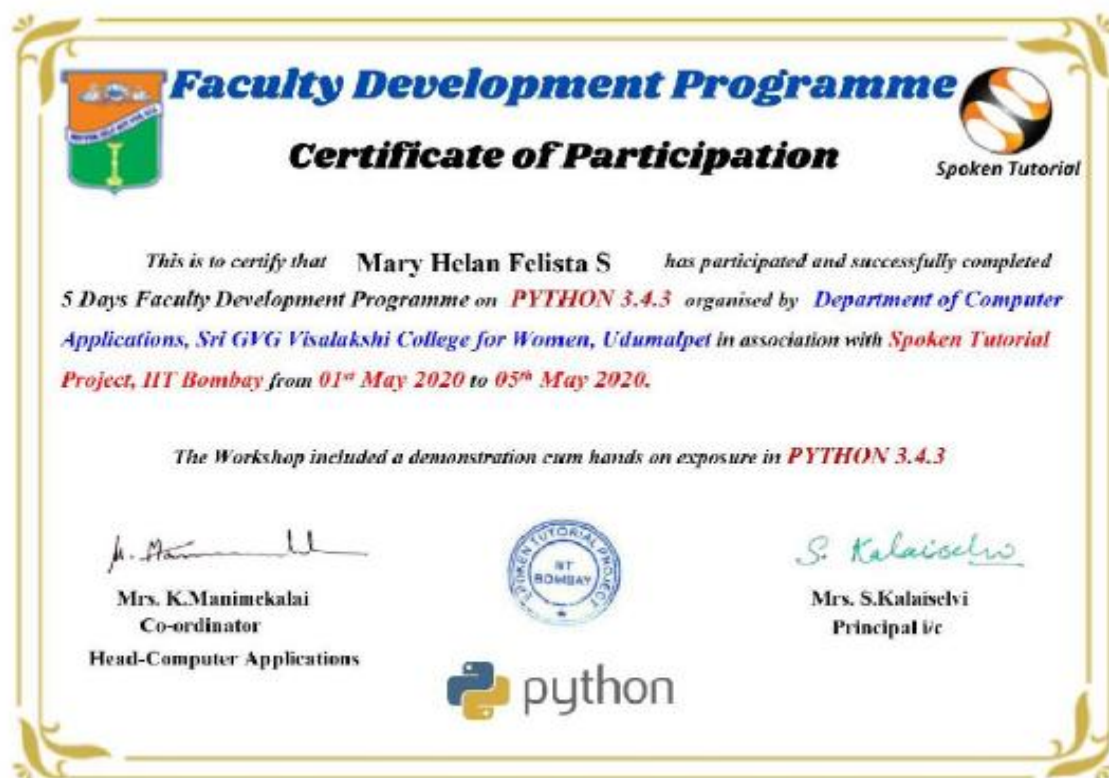 Faculty Development Programme
Certificate of Participation
Spoken Tutorial
This is to certify that Mary Helan Felista S has participated and successfully completed
5 Days Faculty Development Programme on PYTHON 3.4.3 organised by Department of Computer
Applications, Sri GVG Visalakshi College for Women, Udumalpet in association with Spoken Tutorial
Project, IIT Bombay from 01st May 2020 to 05th May 2020.
The Workshop included a demonstration cum hands on exposure in PYTHON 3.4.3
S. Kalaiselvi
SPOKEN TUTORIAL PROJECT
IIT
BOMBAY
Mrs. K.Manimekalai
Co-ordinator
Head-Computer Applications
Mrs. S.Kalaiselvi
Principal i/c
python